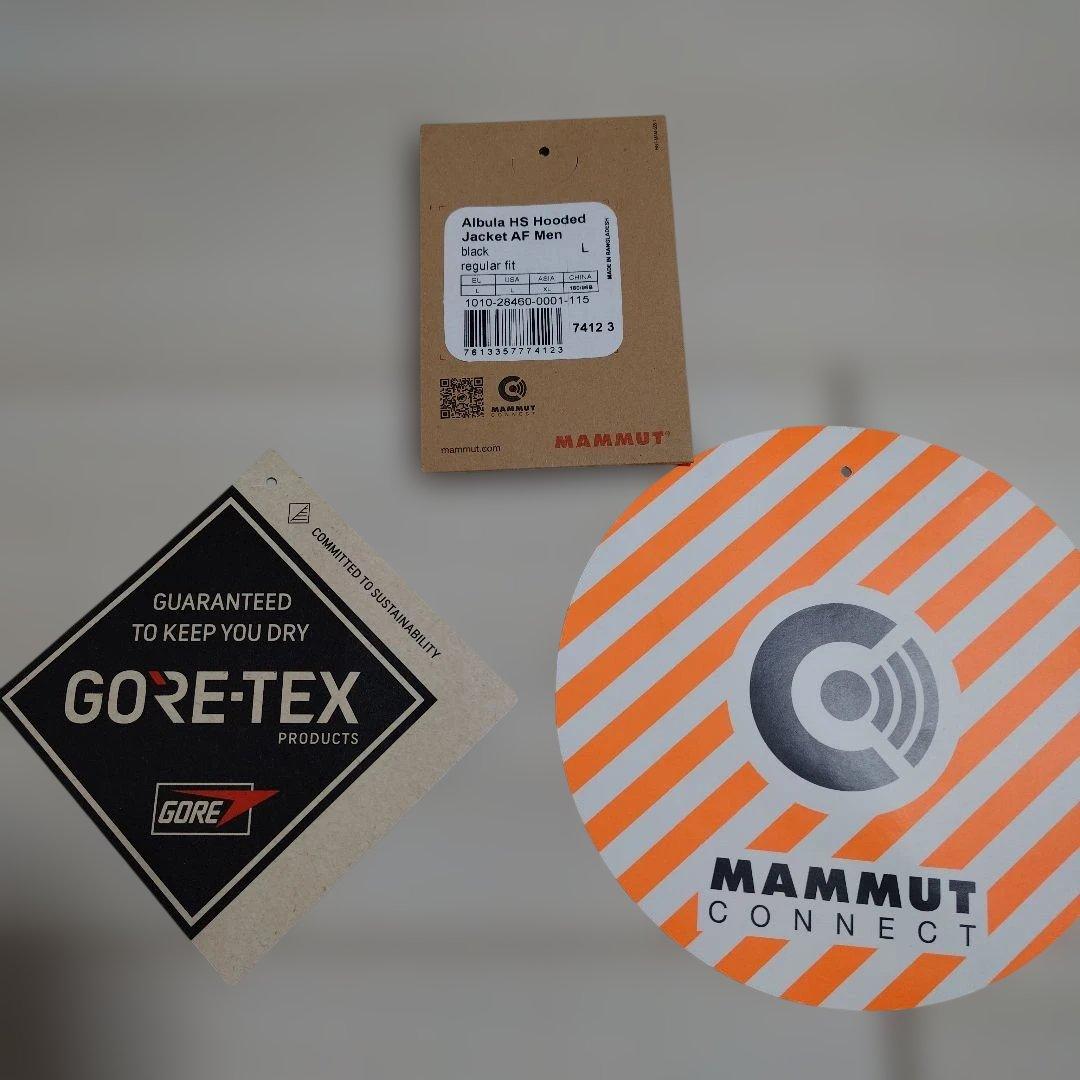 Albula HS Hooded
Jacket AF Men
black L
regular fit
MADE IN BANGLADESH
EU USA ASIA CHINA
L L XL 180/96B
1010-28460-0001-115
7412 3
7613357774123
MAMMUT
CONNECT
mammut.com
MAMMUT
COMMITTED TO SUSTAINABILITY
GUARANTEED
TO KEEP YOU DRY
GORE-TEX
PRODUCTS
GORE
MAMMUT
CONNECT